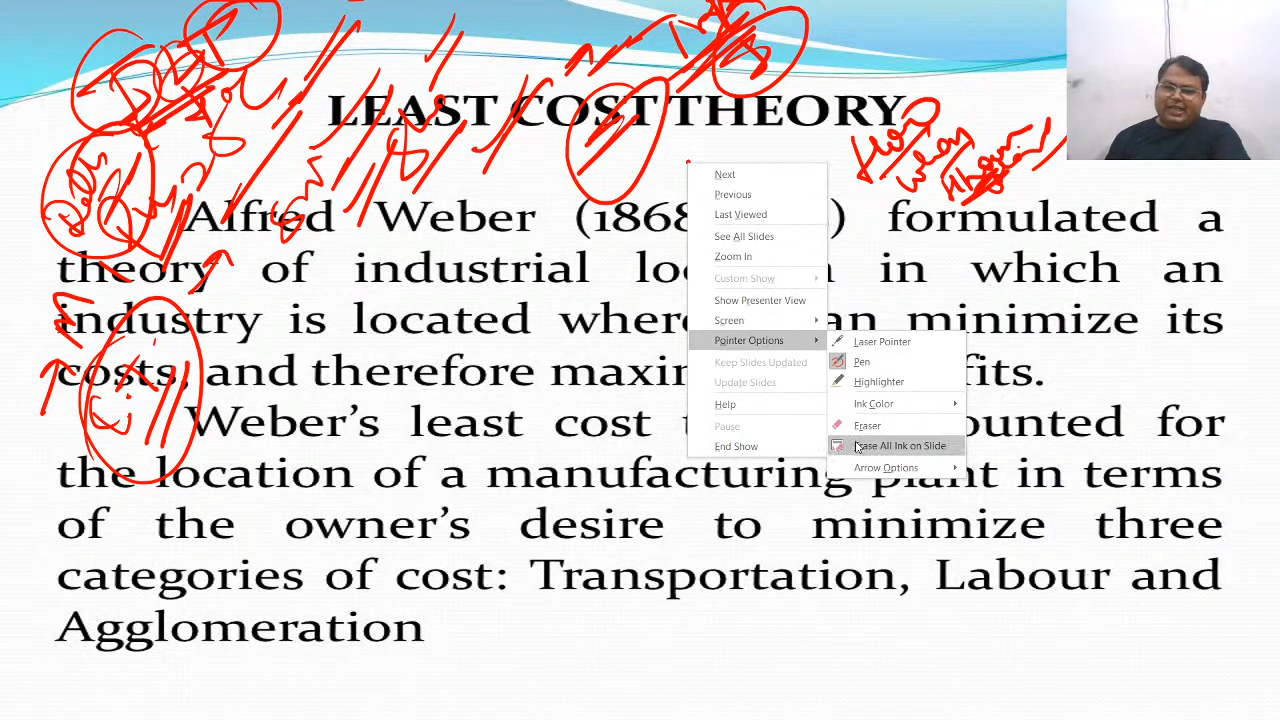 LEAST COST THEORY
Alfred Weber (1868 ) formulated a
theory of industrial lo n in which an
industry is located where an minimize its
costs, and therefore maxi fits.
Weber's least cost t ounted for
the location of a manufacturing plant in terms
of the owner's desire to minimize three
categories of cost: Transportation, Labour and
Agglomeration
Next
Previous
Last Viewed
See All Slides
Zoom In
Custom Show
Show Presenter View
Screen
Pointer Options
Keep Slides Updated
Update Slides
Help
Pause
End Show
Laser Pointer
Pen
Highlighter
Ink Color
Eraser
Erase All Ink on Slide
Arrow Options